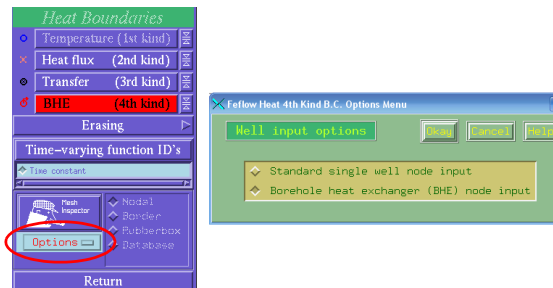 Heat Boundaries
Temperature (1st kind)
Heat flux (2nd kind)
Transfer (3rd kind)
BHE (4th kind)
Erasing
Time-varying function ID's
Time constant
Mesh Inspector
Nodal
Border
Rubberbox
Database
Options
Return
Feflow Heat 4th Kind B.C. Options Menu
Well input options
Okay Cancel Help
Standard single well node input
Borehole heat exchanger (BHE) node input